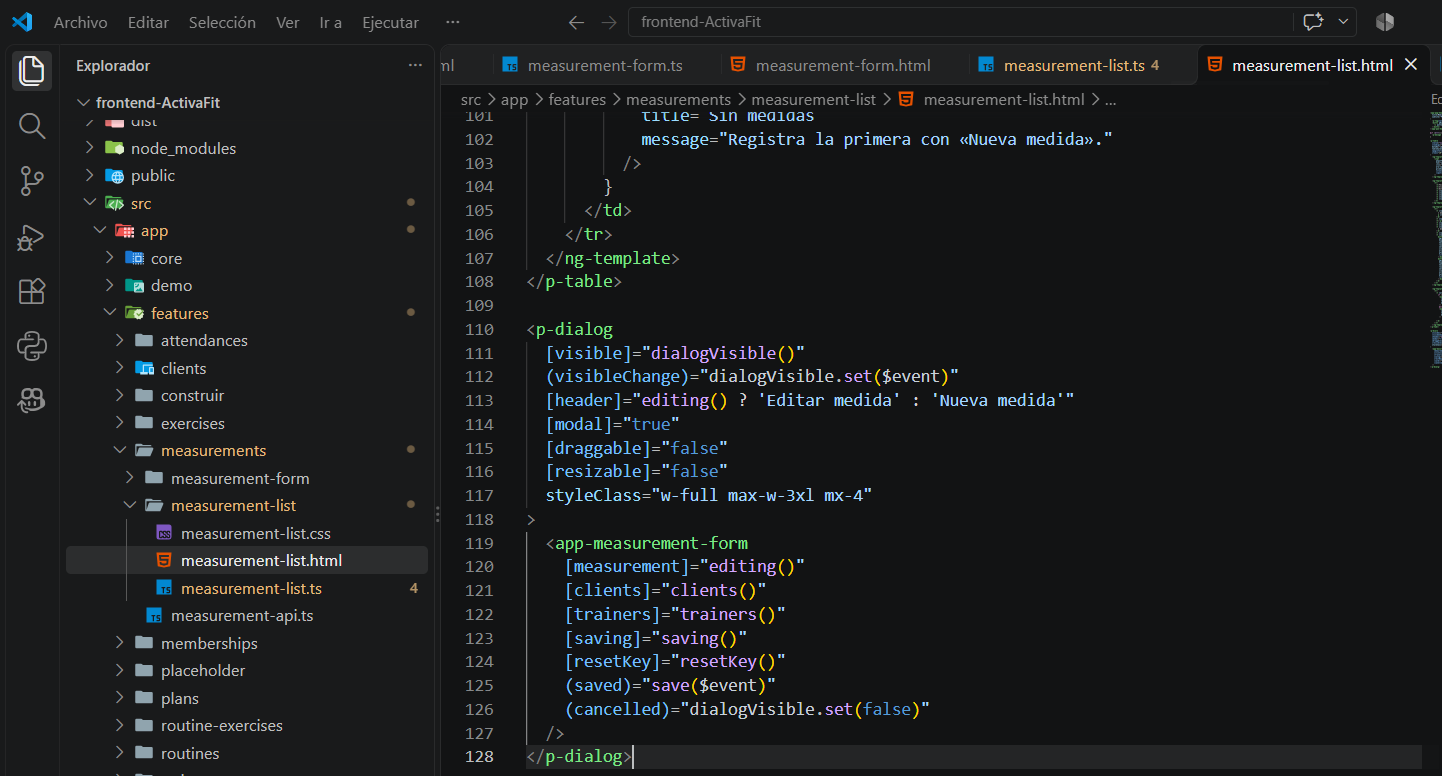 Archivo Editar Selección Ver Ir a Ejecutar ··· frontend-ActivaFit
Explorador ···
frontend-ActivaFit
dist
node_modules
public
src
app
core
demo
features
attendances
clients
construir
exercises
measurements
measurement-form
measurement-list
measurement-list.css
measurement-list.html
measurement-list.ts 4
measurement-api.ts
memberships
placeholder
plans
routine-exercises
routines
ml measurement-form.ts measurement-form.html measurement-list.ts 4 measurement-list.html
src > app > features > measurements > measurement-list > measurement-list.html > ...
101 title="Sin medidas
102 message="Registra la primera con «Nueva medida»."
103 />
104 }
105 </td>
106 </tr>
107 </ng-template>
108 </p-table>
109
110 <p-dialog
111 [visible]="dialogVisible()"
112 (visibleChange)="dialogVisible.set($event)"
113 [header]="editing() ? 'Editar medida' : 'Nueva medida'"
114 [modal]="true"
115 [draggable]="false"
116 [resizable]="false"
117 styleClass="w-full max-w-3xl mx-4"
118 >
119 <app-measurement-form
120 [measurement]="editing()"
121 [clients]="clients()"
122 [trainers]="trainers()"
123 [saving]="saving()"
124 [resetKey]="resetKey()"
125 (saved)="save($event)"
126 (cancelled)="dialogVisible.set(false)"
127 />
128 </p-dialog>